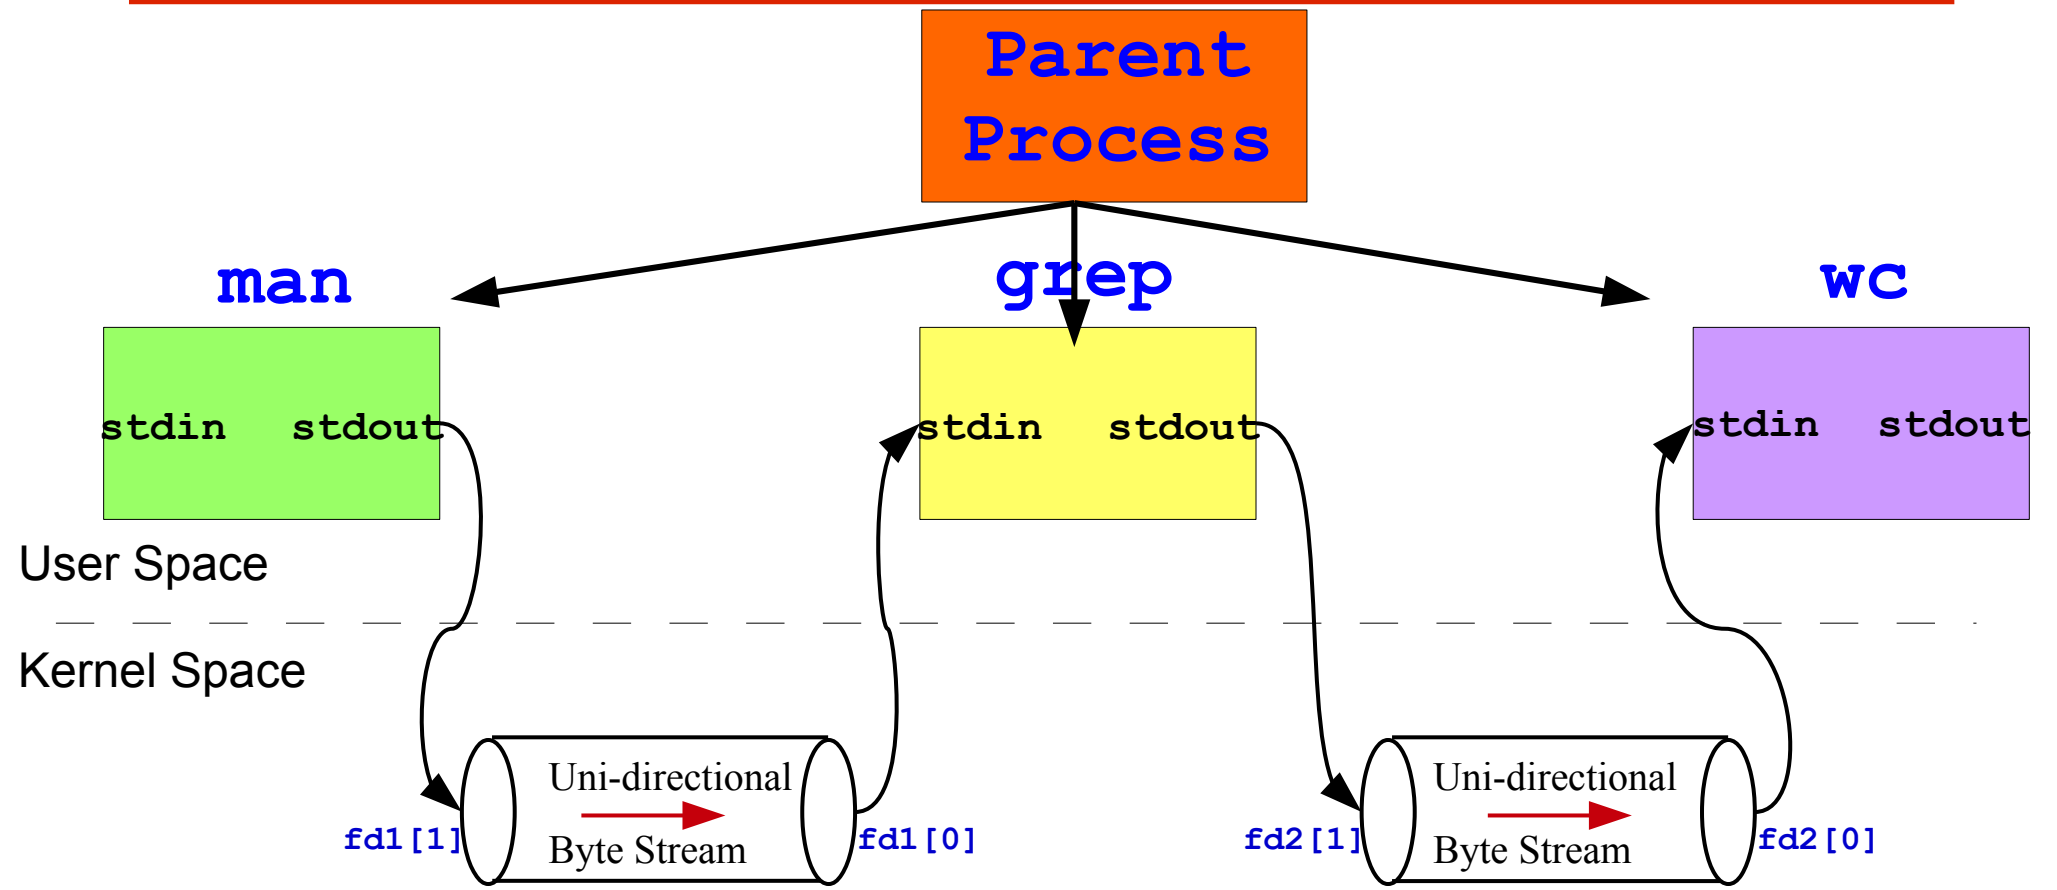 Parent
Process
man
grep
wc
stdin stdout
stdin stdout
stdin stdout
User Space
Kernel Space
Uni-directional
Byte Stream
fd1[1]
fd1[0]
Uni-directional
Byte Stream
fd2[1]
fd2[0]